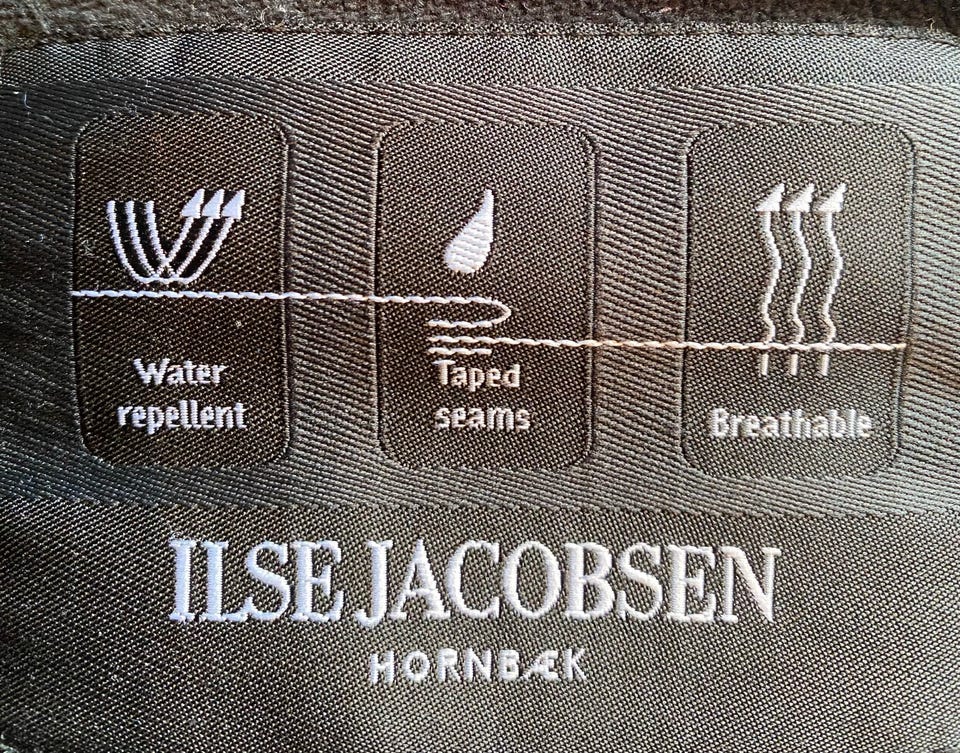 Water
repellent
Taped
seams
Breathable
ILSE JACOBSEN
HORNBÆK